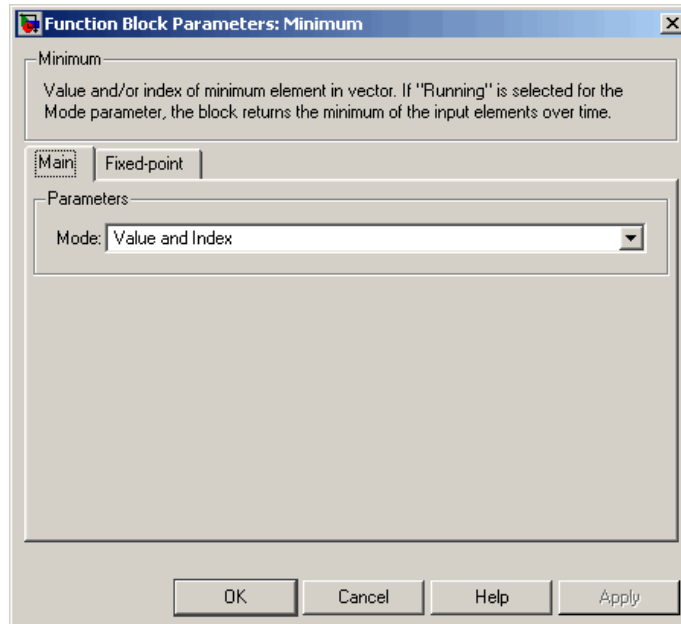 Function Block Parameters: Minimum
Minimum
Value and/or index of minimum element in vector. If "Running" is selected for the
Mode parameter, the block returns the minimum of the input elements over time.
Main Fixed-point
Parameters
Mode: Value and Index
OK Cancel Help Apply